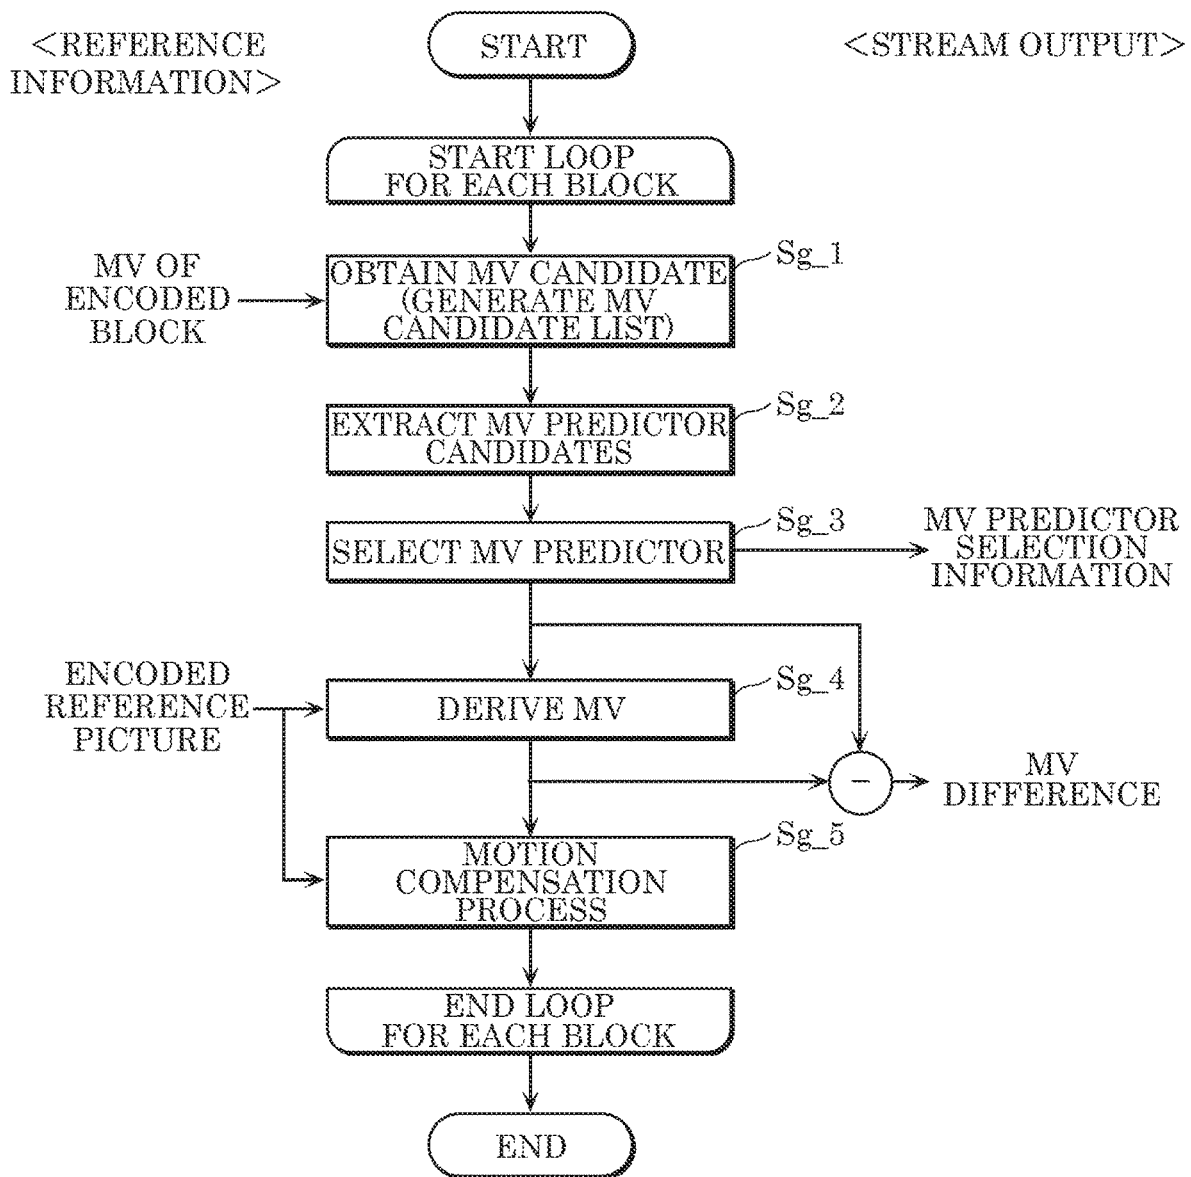 <REFERENCE
INFORMATION>
START
<STREAM OUTPUT>
START LOOP
FOR EACH BLOCK
MV OF
ENCODED
BLOCK
Sg_1
OBTAIN MV CANDIDATE
(GENERATE MV
CANDIDATE LIST)
Sg_2
EXTRACT MV PREDICTOR
CANDIDATES
Sg_3
SELECT MV PREDICTOR
MV PREDICTOR
SELECTION
INFORMATION
ENCODED
REFERENCE
PICTURE
Sg_4
DERIVE MV
−
MV
DIFFERENCE
Sg_5
MOTION
COMPENSATION
PROCESS
END LOOP
FOR EACH BLOCK
END